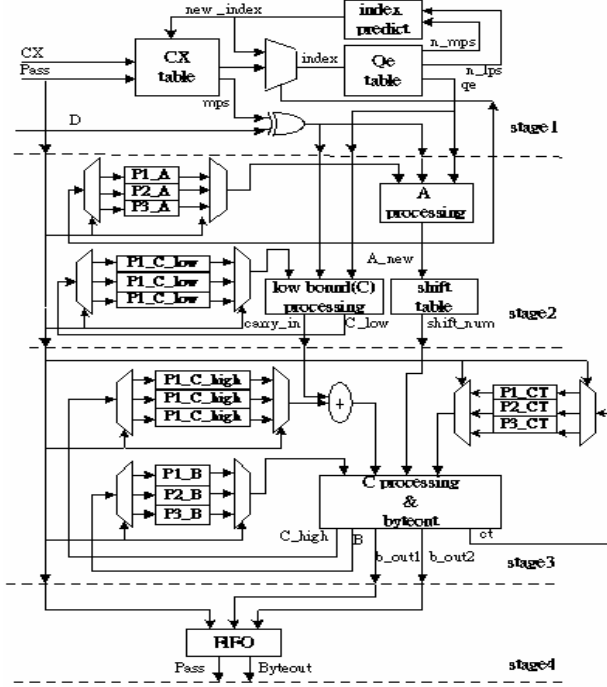 new _index
index
predict
n_mps
CX
CX
table
index
Qe
table
Pass
n_lps
mps
qe
D
stage1
P1_A
P2_A
P3_A
A
processing
P1_C_low
P1_C_low
P1_C_low
A_new
low bound(C)
processing
shift
table
carry_in
C_low
shift_num
stage2
P1_C_high
P1_C_high
P1_C_high
+
P1_CT
P2_CT
P3_CT
P1_B
P2_B
P3_B
C processing
&
byteout
C_high
B
ct
b_out1
b_out2
stage3
FIFO
Pass
Byteout
stage4